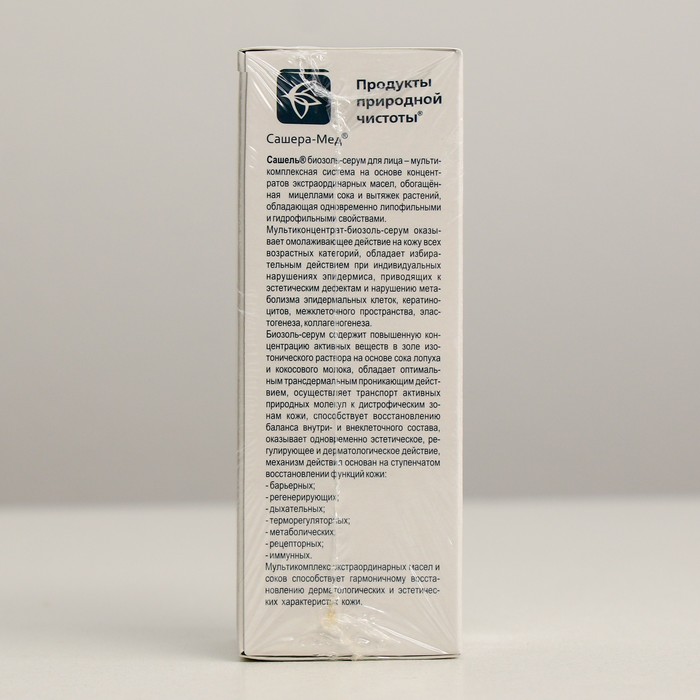 Продукты
природной
чистоты®
Сашера-Мед®
Сашель® биозоль-серум для лица – мульти-
комплексная система на основе концент-
ратов экстраординарных масел, обогащён-
ная мицеллами сока и вытяжек растений,
обладающая одновременно липофильными
и гидрофильными свойствами.
Мультиконцентрат-биозоль-серум оказы-
вает омолаживающее действие на кожу всех
возрастных категорий, обладает избира-
тельным действием при индивидуальных
нарушениях эпидермиса, приводящих к
эстетическим дефектам и нарушению мета-
болизма эпидермальных клеток, кератино-
цитов, межклеточного пространства, элас-
тогенеза, коллагеногенеза.
Биозоль-серум содержит повышенную кон-
центрацию активных веществ в золе изо-
тонического раствора на основе сока лопуха
и кокосового молока, обладает оптималь-
ным трансдермальным проникающим дейст-
вием, осуществляет транспорт активных
природных молекул к дистрофическим зо-
нам кожи, способствует восстановлению
баланса внутри- и внеклеточного состава,
оказывает одновременно эстетическое, ре-
гулирующее и дерматологическое действие,
механизм действия основан на ступенчатом
восстановлении функций кожи:
- барьерных;
- регенерирующих;
- дыхательных;
- терморегуляторных;
- метаболических;
- рецепторных;
- иммунных.
Мультикомплекс экстраординарных масел и
соков способствует гармоничному восста-
новлению дерматологических и эстетичес-
ких характеристик кожи.